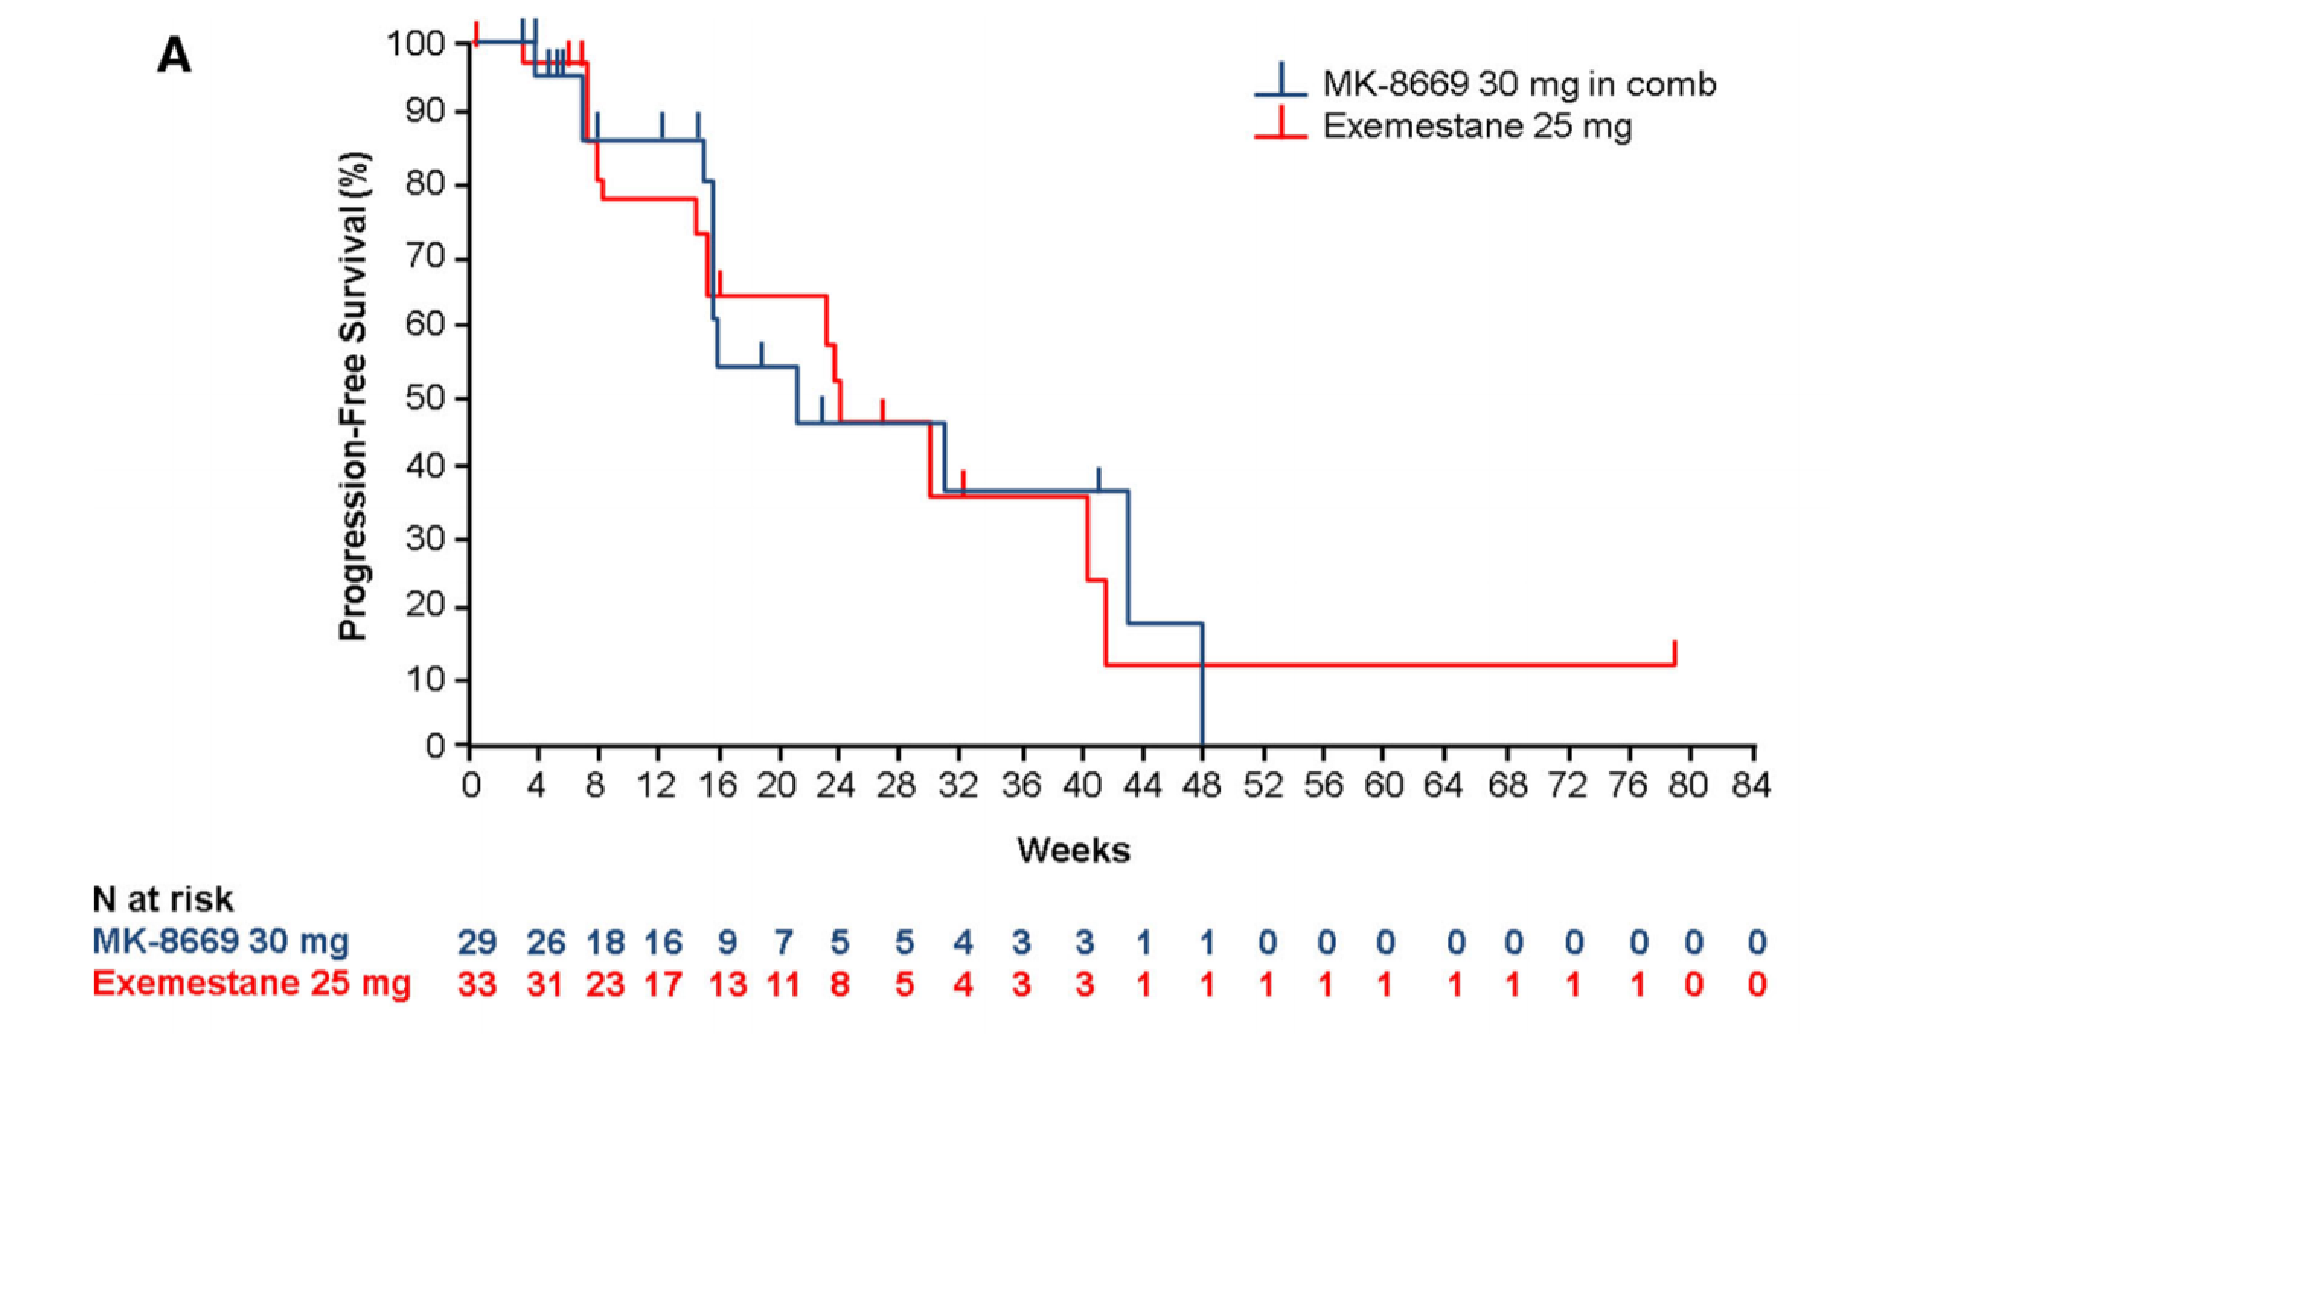 A
MK-8669 30 mg in comb
Exemestane 25 mg
Progression-Free Survival (%)
100
90
80
70
60
50
40
30
20
10
0
0 4 8 12 16 20 24 28 32 36 40 44 48 52 56 60 64 68 72 76 80 84
Weeks
N at risk
MK-8669 30 mg 29 26 18 16 9 7 5 5 4 3 3 1 1 0 0 0 0 0 0 0 0 0
Exemestane 25 mg 33 31 23 17 13 11 8 5 4 3 3 1 1 1 1 1 1 1 1 1 0 0